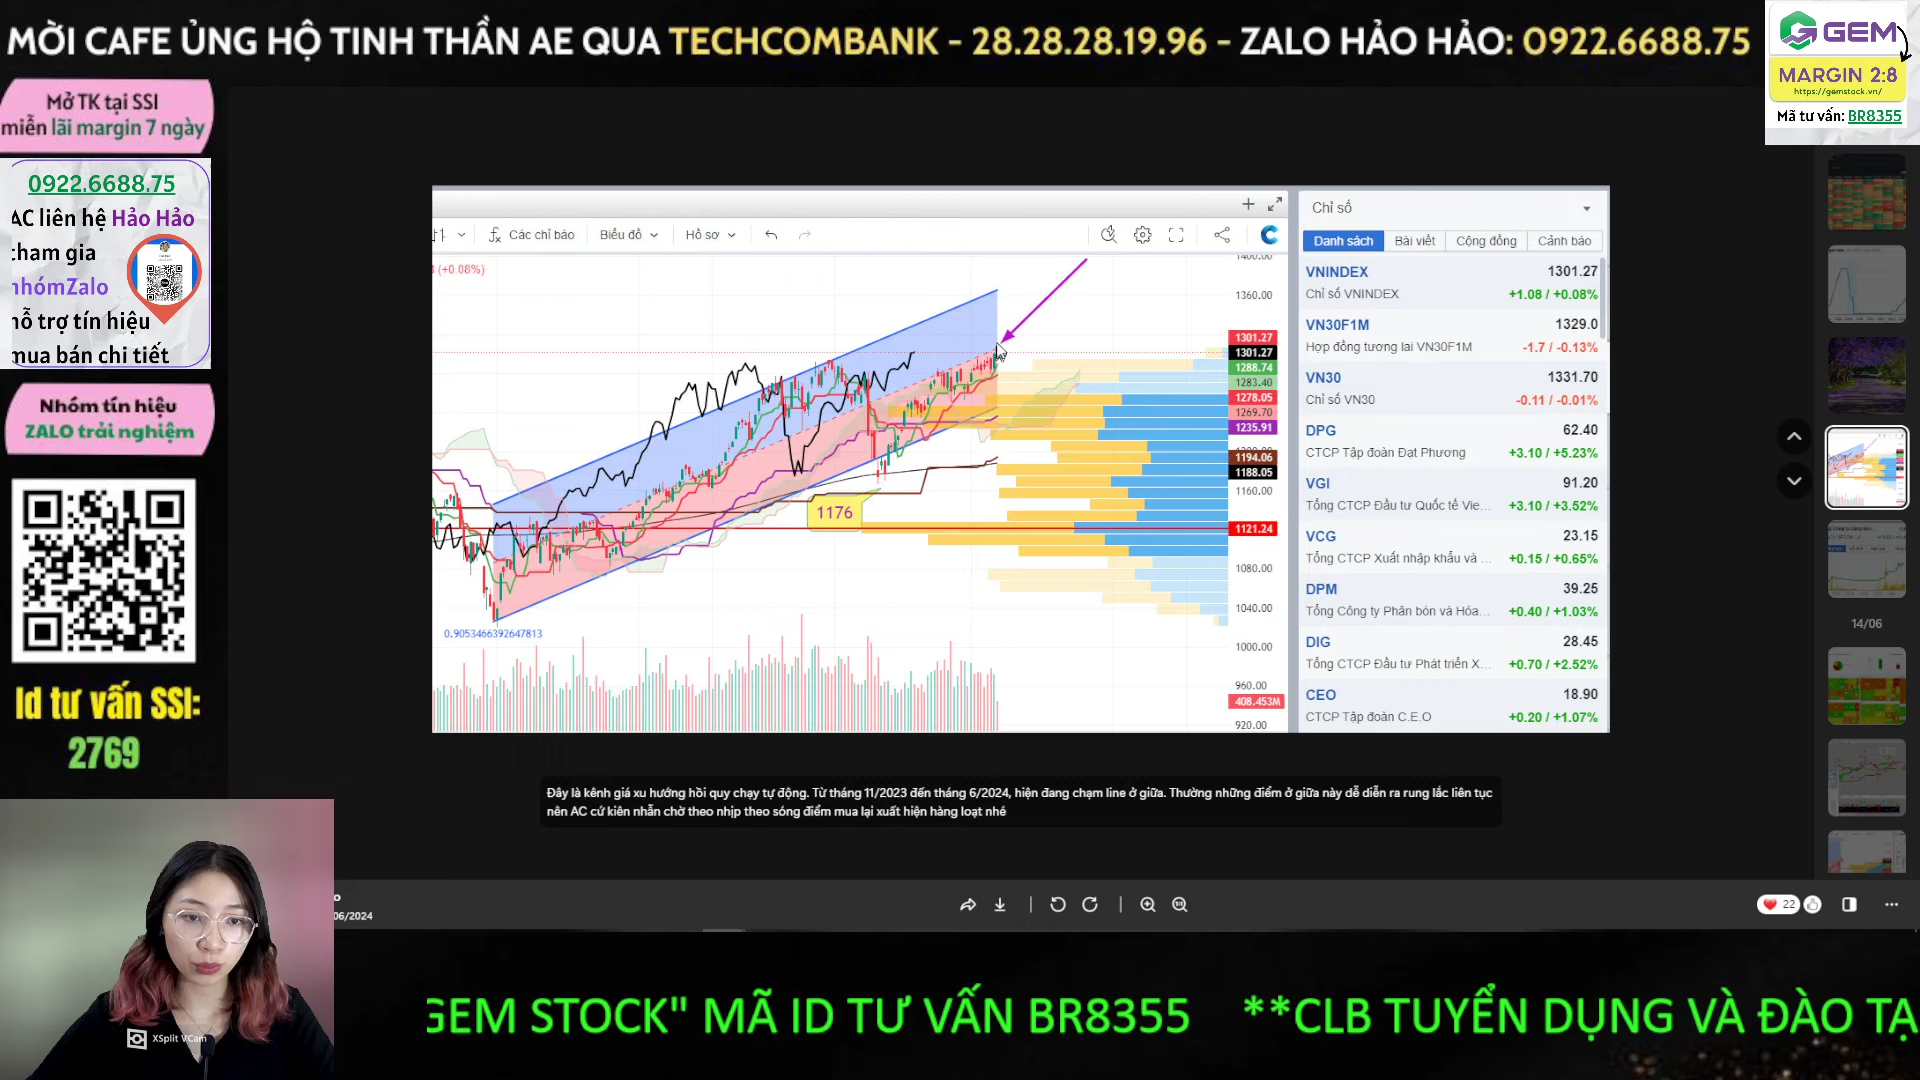 MỜI CAFE ỦNG HỘ TINH THẦN AE QUA TECHCOMBANK - 28.28.28.19.96 - ZALO HẢO HẢO: 0922.6688.75
GEM
MARGIN 2:8
https://gemstock.vn/
Mã tư vấn: BR8355
Mở TK tại SSI
miễn lãi margin 7 ngày
0922.6688.75
AC liên hệ Hảo Hảo
tham gia
nhómZalo
hỗ trợ tín hiệu
mua bán chi tiết
Nhóm tín hiệu
ZALO trải nghiệm
Id tư vấn SSI:
2769
Các chỉ báo
Biểu đồ
Hồ sơ
(+0.08%)
1400.00
1360.00
1301.27
1301.27
1288.74
1283.40
1278.05
1269.70
1235.91
1194.06
1188.05
1160.00
1121.24
1080.00
1040.00
1000.00
960.00
408.453M
920.00
1176
0.9053466392647813
Chỉ số
Danh sách Bài viết Cộng đồng Cảnh báo
VNINDEX 1301.27
Chỉ số VNINDEX +1.08 / +0.08%
VN30F1M 1329.0
Hợp đồng tương lai VN30F1M -1.7 / -0.13%
VN30 1331.70
Chỉ số VN30 -0.11 / -0.01%
DPG 62.40
CTCP Tập đoàn Đạt Phương +3.10 / +5.23%
VGI 91.20
Tổng CTCP Đầu tư Quốc tế Vie... +3.10 / +3.52%
VCG 23.15
Tổng CTCP Xuất nhập khẩu và ... +0.15 / +0.65%
DPM 39.25
Tổng Công ty Phân bón và Hóa... +0.40 / +1.03%
DIG 28.45
Tổng CTCP Đầu tư Phát triển X... +0.70 / +2.52%
CEO 18.90
CTCP Tập đoàn C.E.O +0.20 / +1.07%
14/06
Đây là kênh giá xu hướng hồi quy chạy tự động. Từ tháng 11/2023 đến tháng 6/2024, hiện đang chạm line ở giữa. Thường những điểm ở giữa này dễ diễn ra rung lắc liên tục
nên AC cứ kiên nhẫn chờ theo nhịp theo sóng điểm mua lại xuất hiện hàng loạt nhé
06/2024
22
XSplit VCam
GEM STOCK" MÃ ID TƯ VẤN BR8355 **CLB TUYỂN DỤNG VÀ ĐÀO TẠ